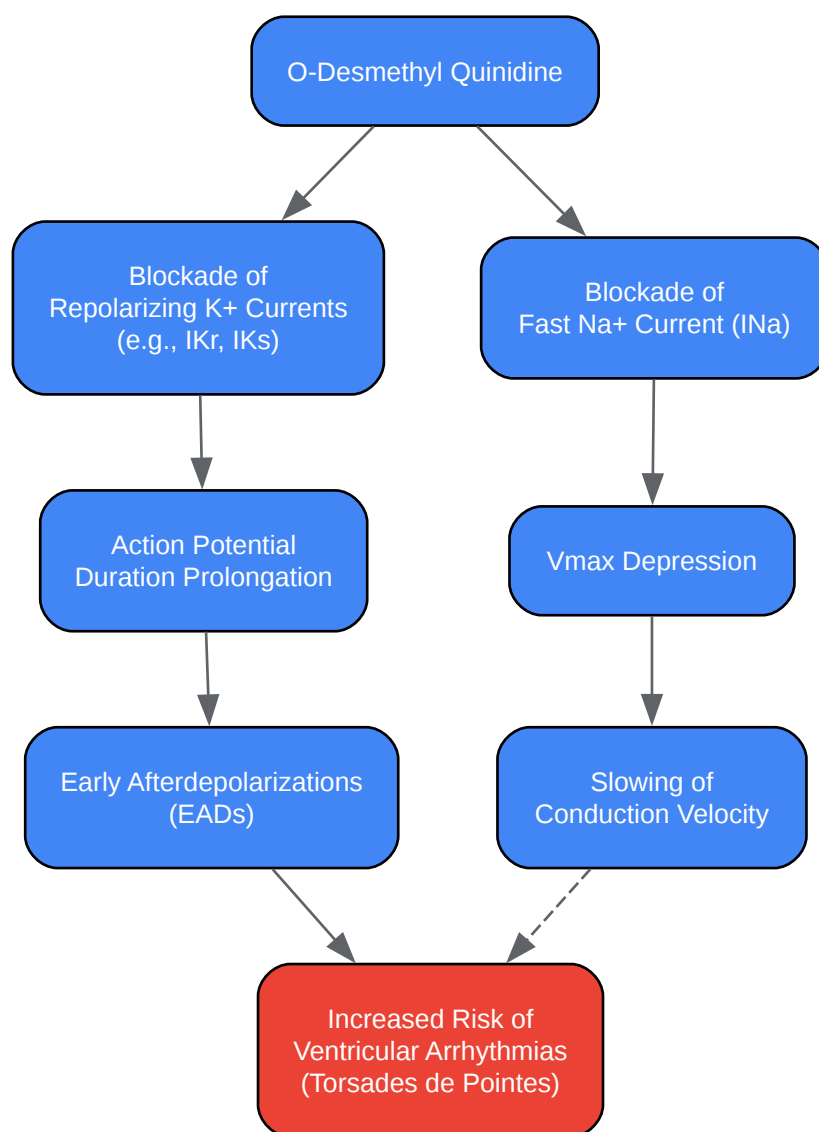 O-Desmethyl Quinidine
Blockade of
Repolarizing K+ Currents
(e.g., IKr, IKs)
Blockade of
Fast Na+ Current (INa)
Action Potential
Duration Prolongation
Vmax Depression
Early Afterdepolarizations
(EADs)
Slowing of
Conduction Velocity
Increased Risk of
Ventricular Arrhythmias
(Torsades de Pointes)